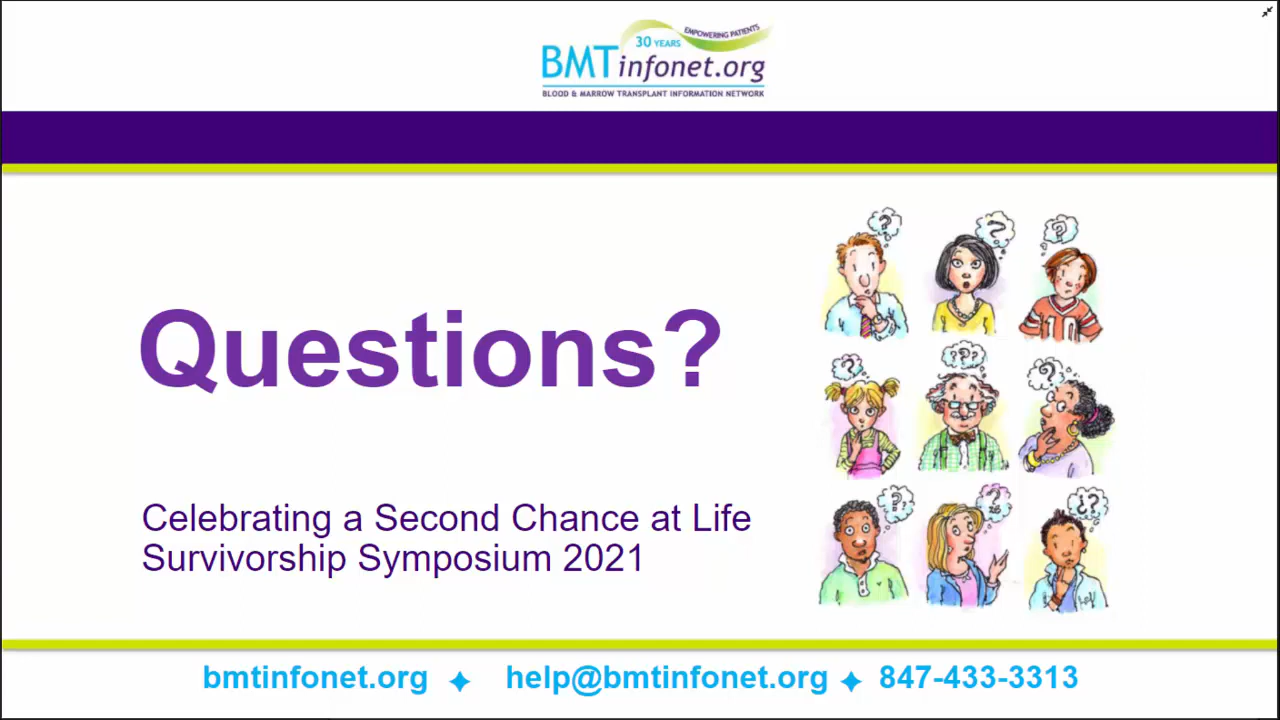 30 YEARS
EMPOWERING PATIENTS
BMTinfonet.org
BLOOD & MARROW TRANSPLANT INFORMATION NETWORK
?
?
?
Questions?
?
???
?
Celebrating a Second Chance at Life
Survivorship Symposium 2021
?
?
!?
10
bmtinfonet.org ✦ help@bmtinfonet.org ✦ 847-433-3313